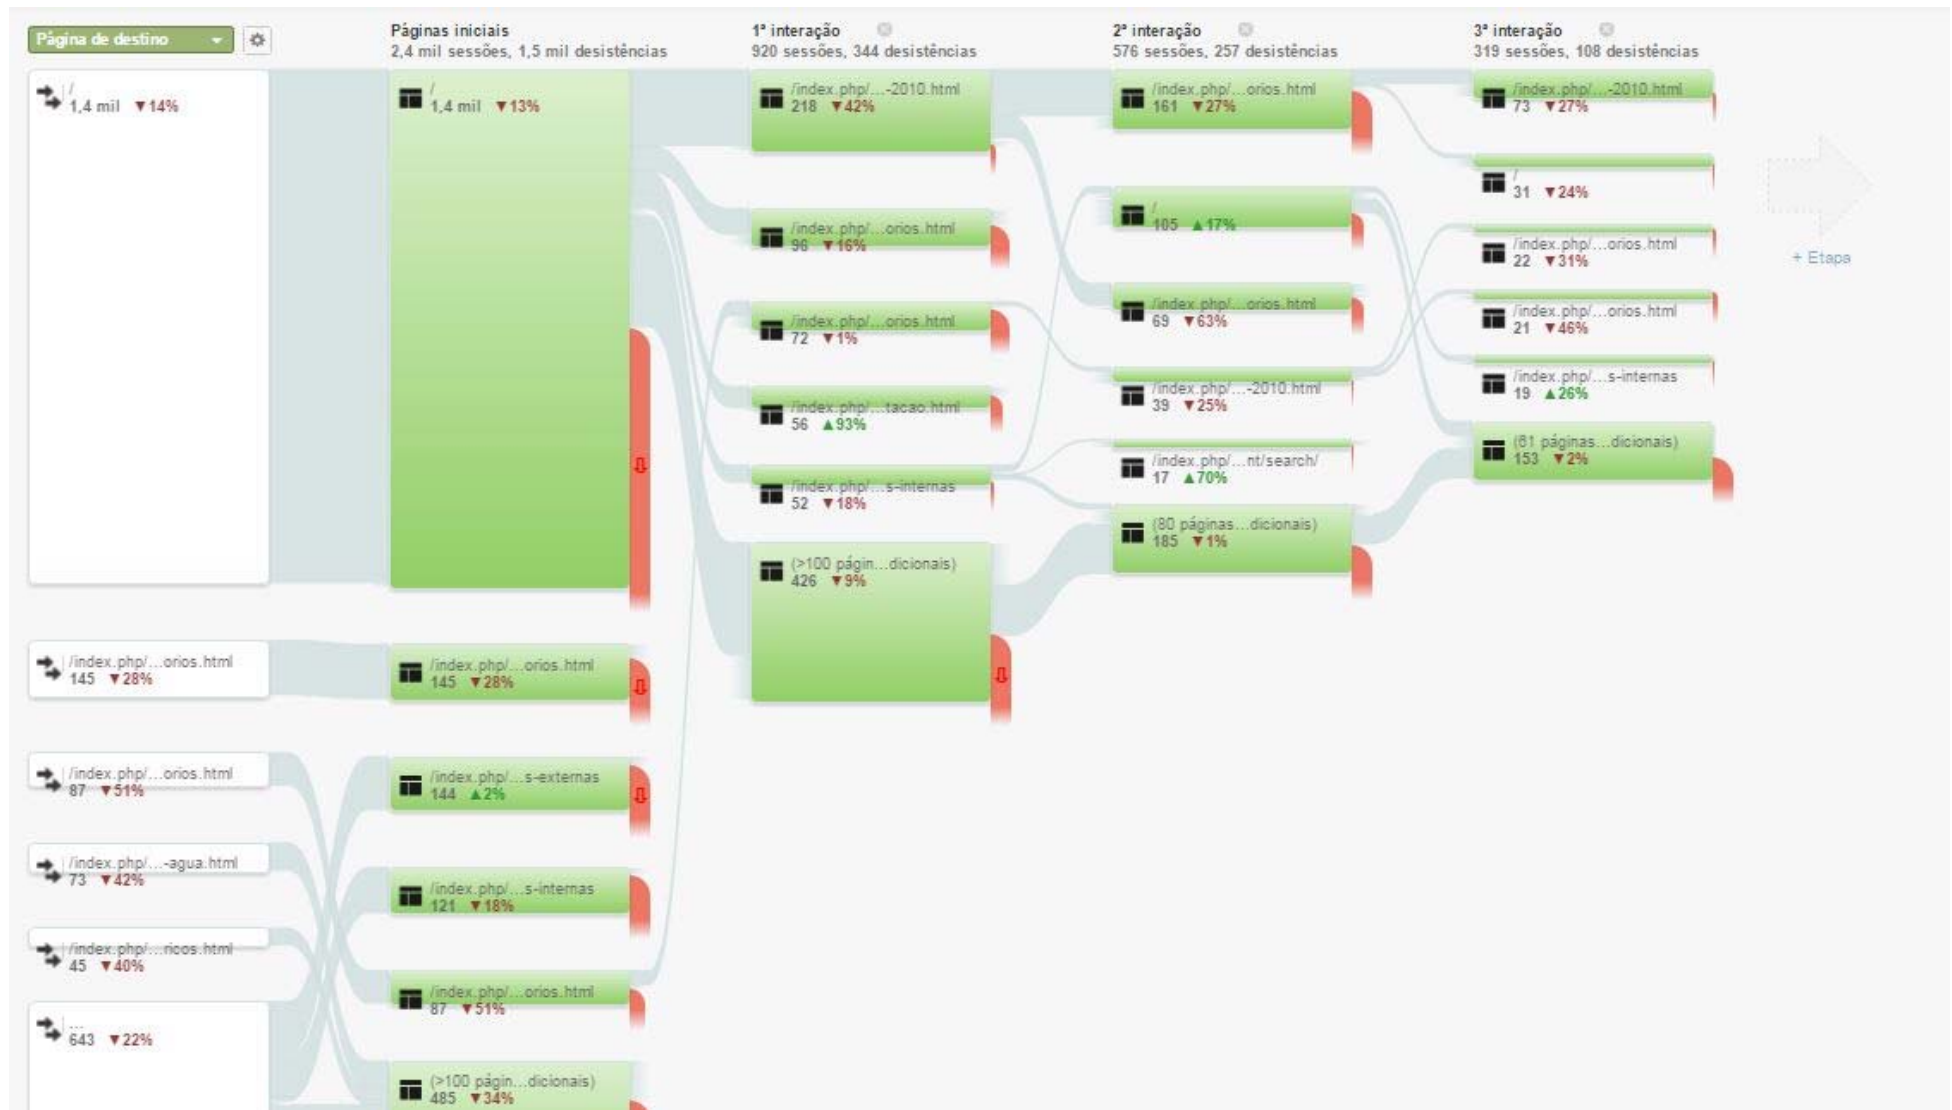 Página de destino
Páginas iniciais
2,4 mil sessões, 1,5 mil desistências
1ª interação
920 sessões, 344 desistências
2ª interação
576 sessões, 257 desistências
3ª interação
319 sessões, 108 desistências
/
1,4 mil ▼14%
/index.php/...orios.html
145 ▼28%
/index.php/...orios.html
87 ▼51%
/index.php/...-agua.html
73 ▼42%
/index.php/...ricos.html
45 ▼40%
...
643 ▼22%
/
1,4 mil ▼13%
/index.php/...orios.html
145 ▼28%
/index.php/...s-externas
144 ▲2%
/index.php/...s-internas
121 ▼18%
/index.php/...orios.html
87 ▼51%
(>100 págin...dicionais)
485 ▼34%
/index.php/...-2010.html
218 ▼42%
/index.php/...orios.html
96 ▼16%
/index.php/...orios.html
72 ▼1%
/index.php/...tacao.html
56 ▲93%
/index.php/...s-internas
52 ▼18%
(>100 págin...dicionais)
426 ▼9%
/index.php/...orios.html
161 ▼27%
/
105 ▲17%
/index.php/...orios.html
69 ▼63%
/index.php/...-2010.html
39 ▼25%
/index.php/...nt/search/
17 ▲70%
(80 páginas...dicionais)
185 ▼1%
/index.php/...-2010.html
73 ▼27%
/
31 ▼24%
/index.php/...orios.html
22 ▼31%
/index.php/...orios.html
21 ▼46%
/index.php/...s-internas
19 ▲26%
(61 páginas...dicionais)
153 ▼2%
+ Etapa